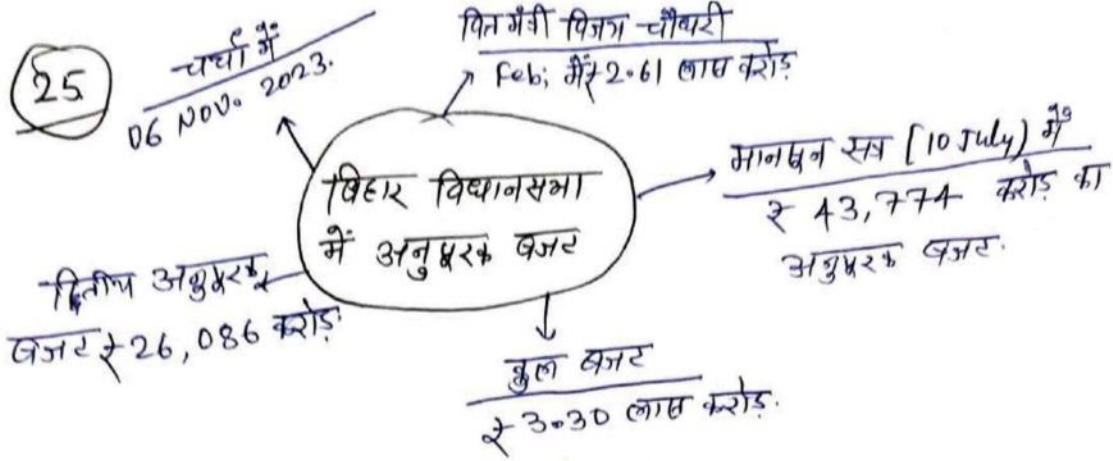 25
चर्चा में
06 NOV. 2023.
वित मंत्री विजय चौधरी
Feb; में ₹2.61 लाख करोड़
बिहार विधानसभा
में अनुपूरक बजट
मानसून सत्र [10 July) में
₹ 43,774 करोड़ का
अनुपूरक बजट.
द्वितीय अनुपूरक
बजट ₹26,086 करोड़.
कुल बजट
₹3.30 लाख करोड़.